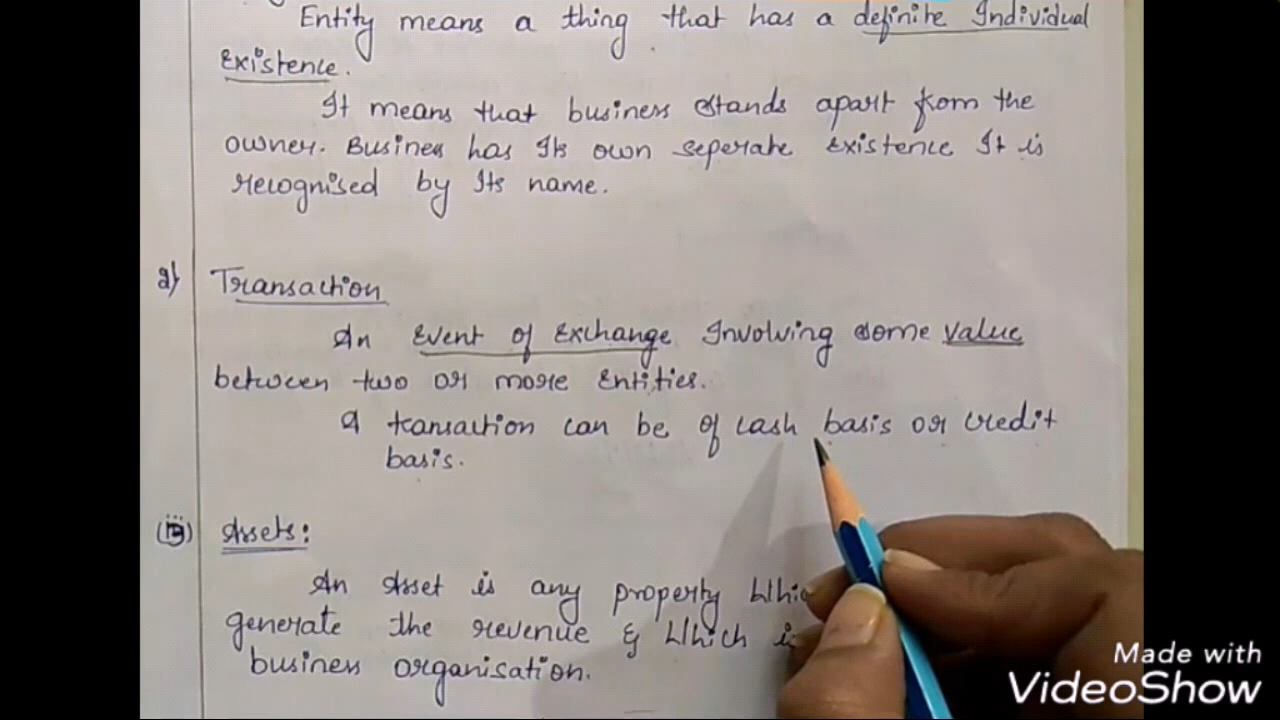 Entity means a thing that has a definite Individual
Existence.
It means that business stands apart from the
owner. Business has Its own seperate Existence It is
recognised by Its name.
2) Transaction
An Event of Exchange Involving some value
between two or more Entities.
A transaction can be of cash basis or credit
basis.
Assets:
An Asset is any property
generate the revenue & Which
business organisation.
Made with
VideoShow